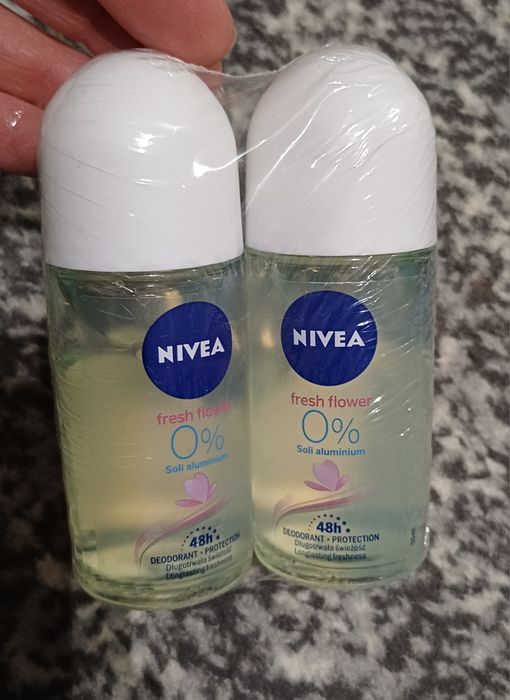 NIVEA
fresh flower
0%
Soli aluminium
48h
DEODORANT • PROTECTION
Długotrwała świeżość
Longlasting freshness
NIVEA
fresh flower
0%
Soli aluminium
48h
DEODORANT • PROTECTION
Długotrwała świeżość
Longlasting freshness